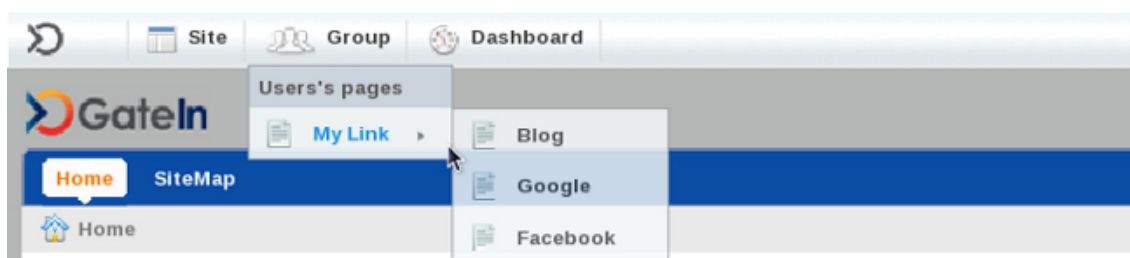 Site Group Dashboard
Users's pages
GateIn
My Link Blog
Home SiteMap Google
Home Facebook